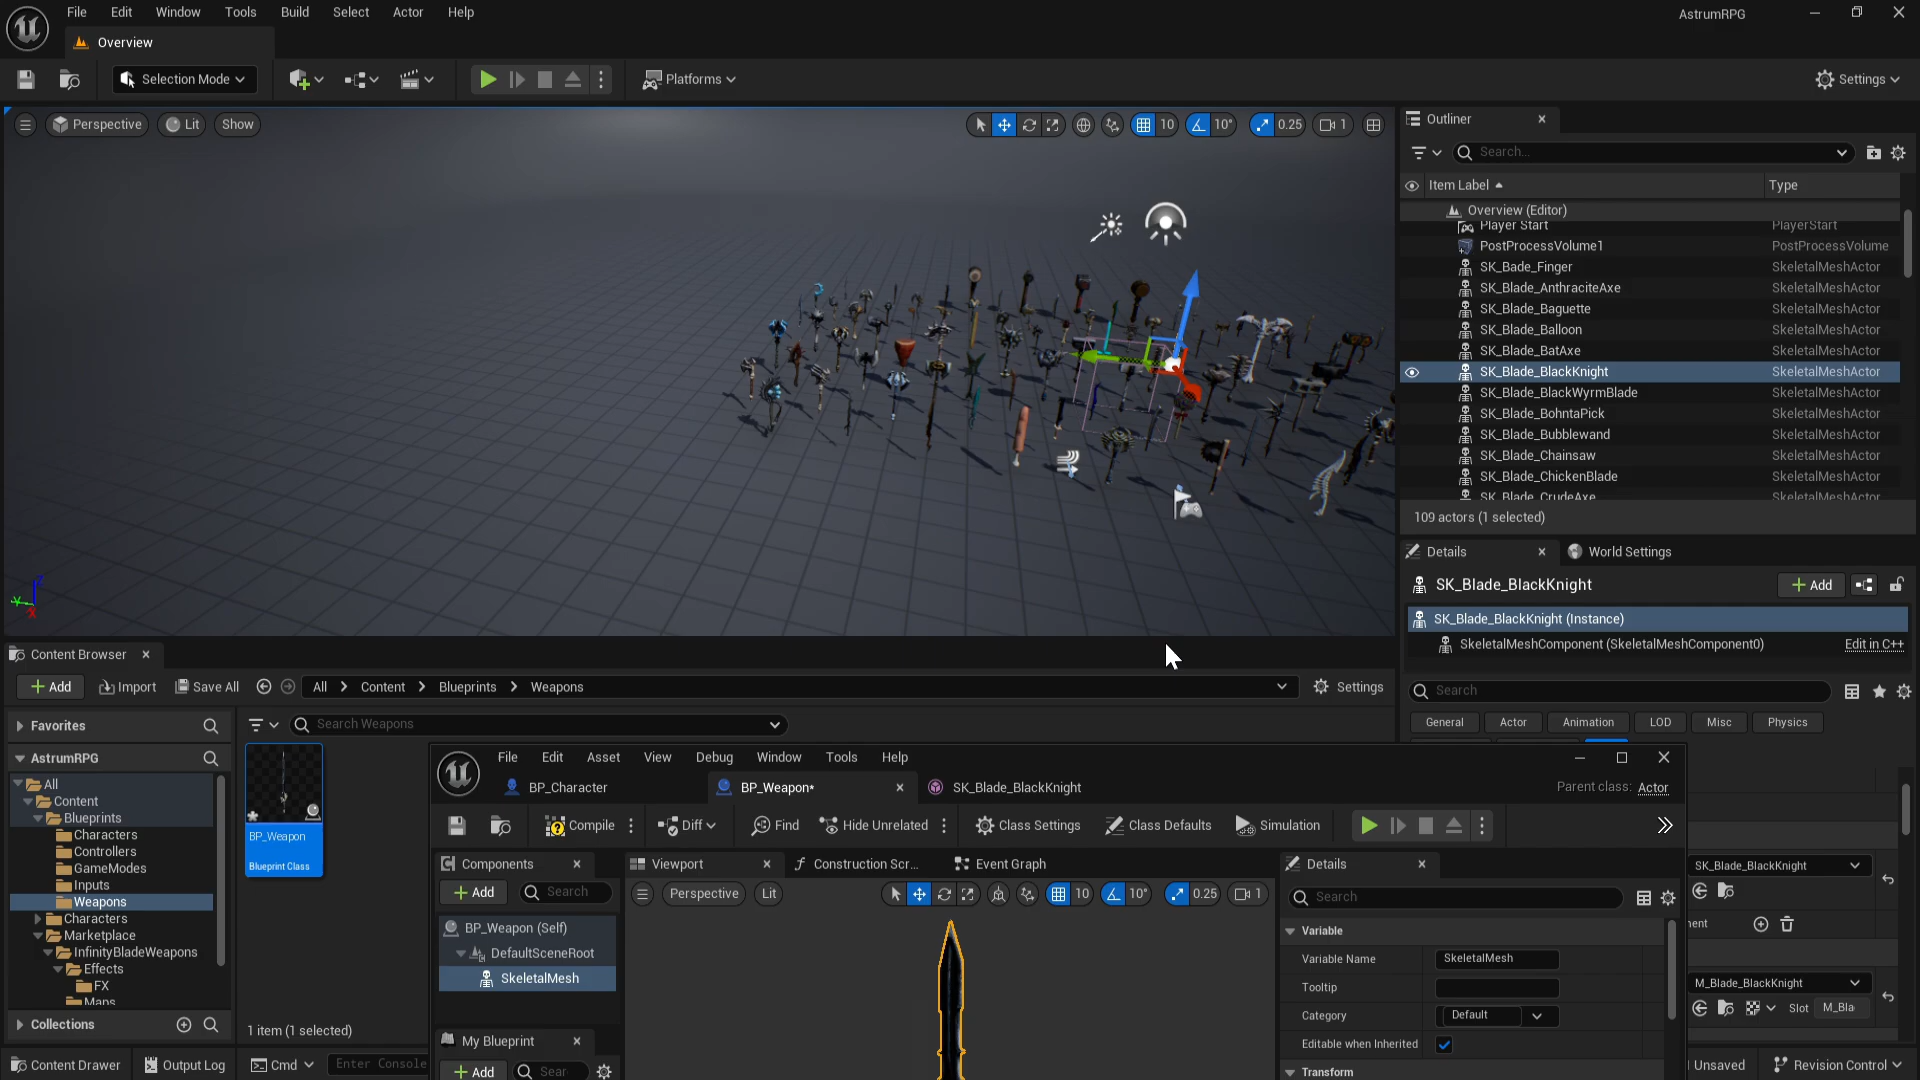 File Edit Window Tools Build Select Actor Help AstrumRPG
Overview
Selection Mode Platforms Settings
Perspective Lit Show 10 10° 0.25 1
Outliner
Search...
Item Label Type
Overview (Editor)
Player Start PlayerStart
PostProcessVolume1 PostProcessVolume
SK_Bade_Finger SkeletalMeshActor
SK_Blade_AnthraciteAxe SkeletalMeshActor
SK_Blade_Baguette SkeletalMeshActor
SK_Blade_Balloon SkeletalMeshActor
SK_Blade_BatAxe SkeletalMeshActor
SK_Blade_BlackKnight SkeletalMeshActor
SK_Blade_BlackWyrmBlade SkeletalMeshActor
SK_Blade_BohntaPick SkeletalMeshActor
SK_Blade_Bubblewand SkeletalMeshActor
SK_Blade_Chainsaw SkeletalMeshActor
SK_Blade_ChickenBlade SkeletalMeshActor
SK_Blade_CrudeAxe SkeletalMeshActor
109 actors (1 selected)
Details World Settings
SK_Blade_BlackKnight Add
SK_Blade_BlackKnight (Instance)
SkeletalMeshComponent (SkeletalMeshComponent0) Edit in C++
Search
General Actor Animation LOD Misc Physics
SK_Blade_BlackKnight
nent
M_Blade_BlackKnight
Slot M_Bla
Content Browser
Add Import Save All All Content Blueprints Weapons Settings
Favorites
Search Weapons
AstrumRPG
All
Content
Blueprints
Characters
Controllers
GameModes
Inputs
Weapons
Characters
Marketplace
InfinityBladeWeapons
Effects
FX
Maps
Collections
BP_Weapon
Blueprint Class
1 item (1 selected)
File Edit Asset View Debug Window Tools Help
BP_Character BP_Weapon* SK_Blade_BlackKnight Parent class: Actor
Compile Diff Find Hide Unrelated Class Settings Class Defaults Simulation
Components Viewport Construction Scr... Event Graph Details
Add Search Perspective Lit 10 10° 0.25 1 Search
BP_Weapon (Self)
DefaultSceneRoot
SkeletalMesh
My Blueprint
Add Sear
Variable
Variable Name SkeletalMesh
Tooltip
Category Default
Editable when Inherited
Transform
Content Drawer Output Log Cmd Enter Console Unsaved Revision Control